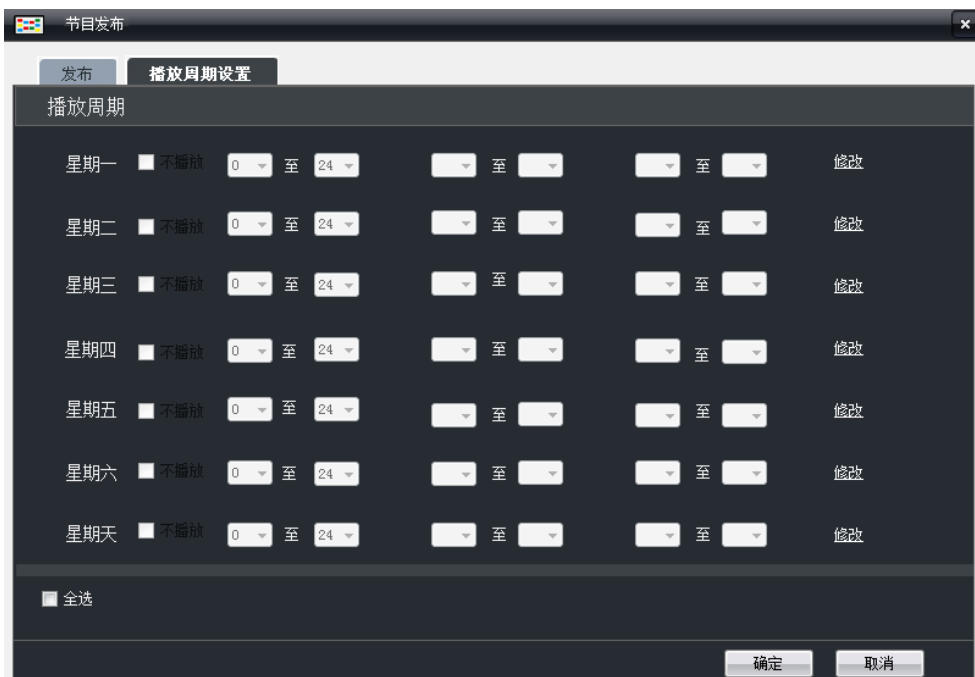 节目发布
发布 播放周期设置
播放周期
星期一 不播放 0 至 24 至 至 修改
星期二 不播放 0 至 24 至 至 修改
星期三 不播放 0 至 24 至 至 修改
星期四 不播放 0 至 24 至 至 修改
星期五 不播放 0 至 24 至 至 修改
星期六 不播放 0 至 24 至 至 修改
星期天 不播放 0 至 24 至 至 修改
全选
确定 取消